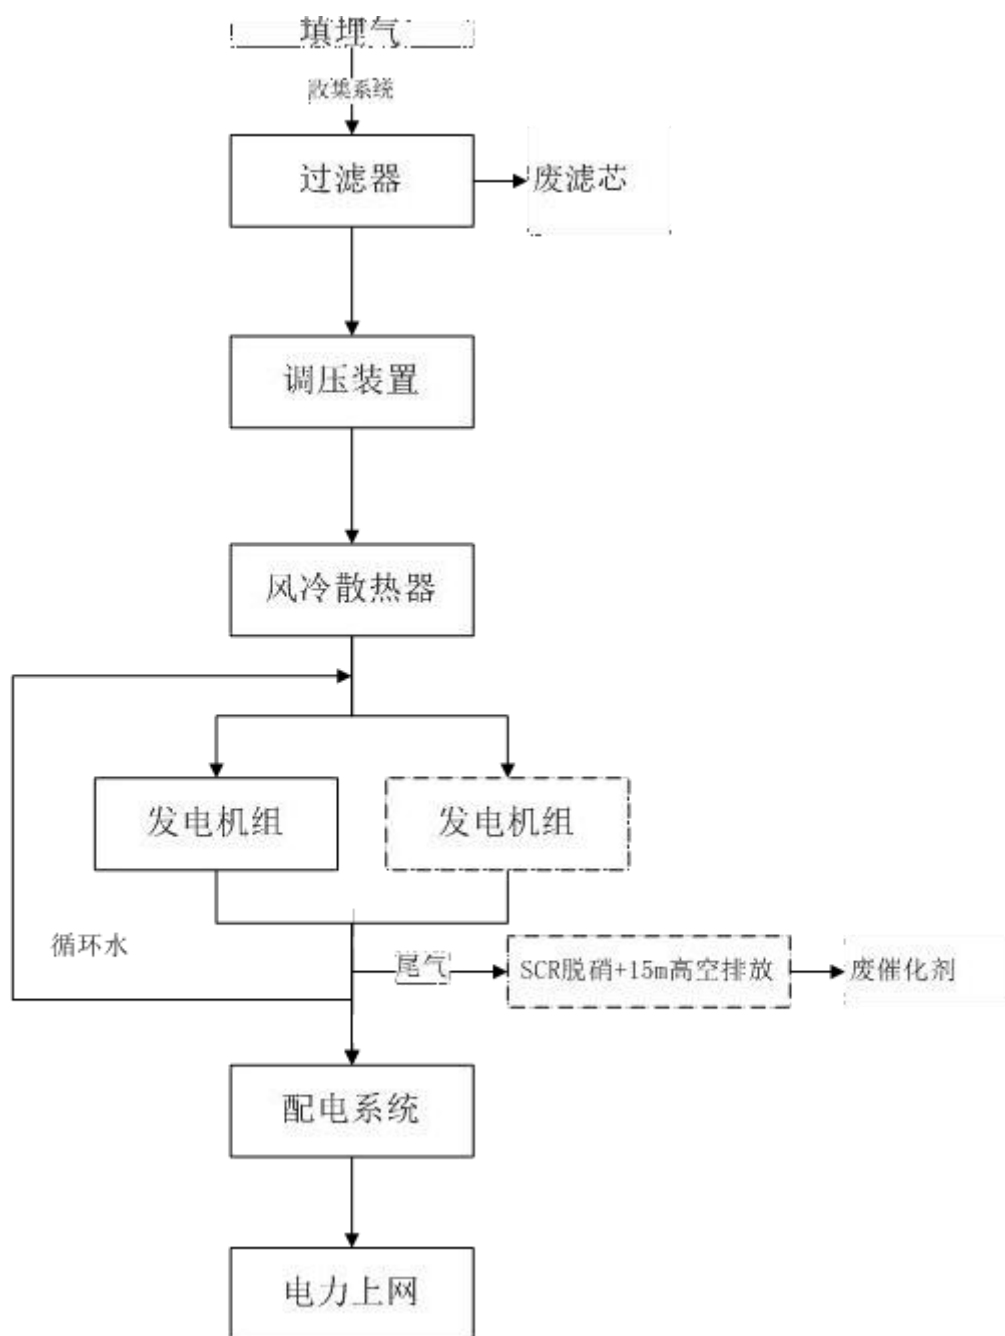 填埋气
收集系统
过滤器
废滤芯
调压装置
风冷散热器
发电机组
发电机组
循环水
尾气
SCR脱硝+15m高空排放
废催化剂
配电系统
电力上网